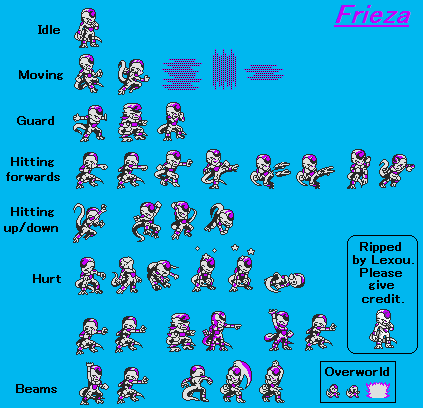 Frieza
Idle
Moving
Guard
Hitting
forwards
Hitting
up/down
Hurt
Ripped
by Lexou.
Please
give
credit.
Beams
Overworld